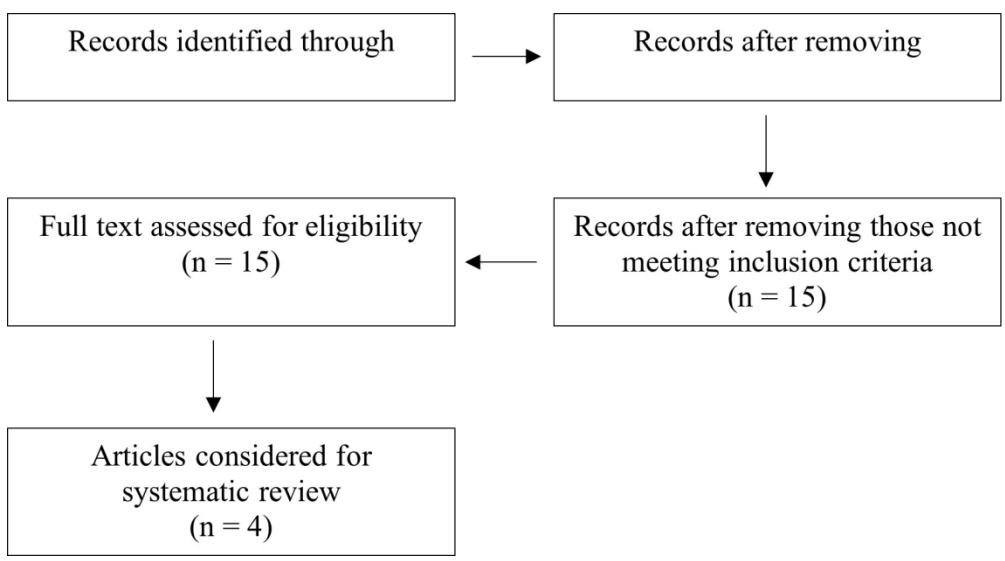 Records identified through
Records after removing
Records after removing those not
meeting inclusion criteria
(n = 15)
Full text assessed for eligibility
(n = 15)
Articles considered for
systematic review
(n = 4)